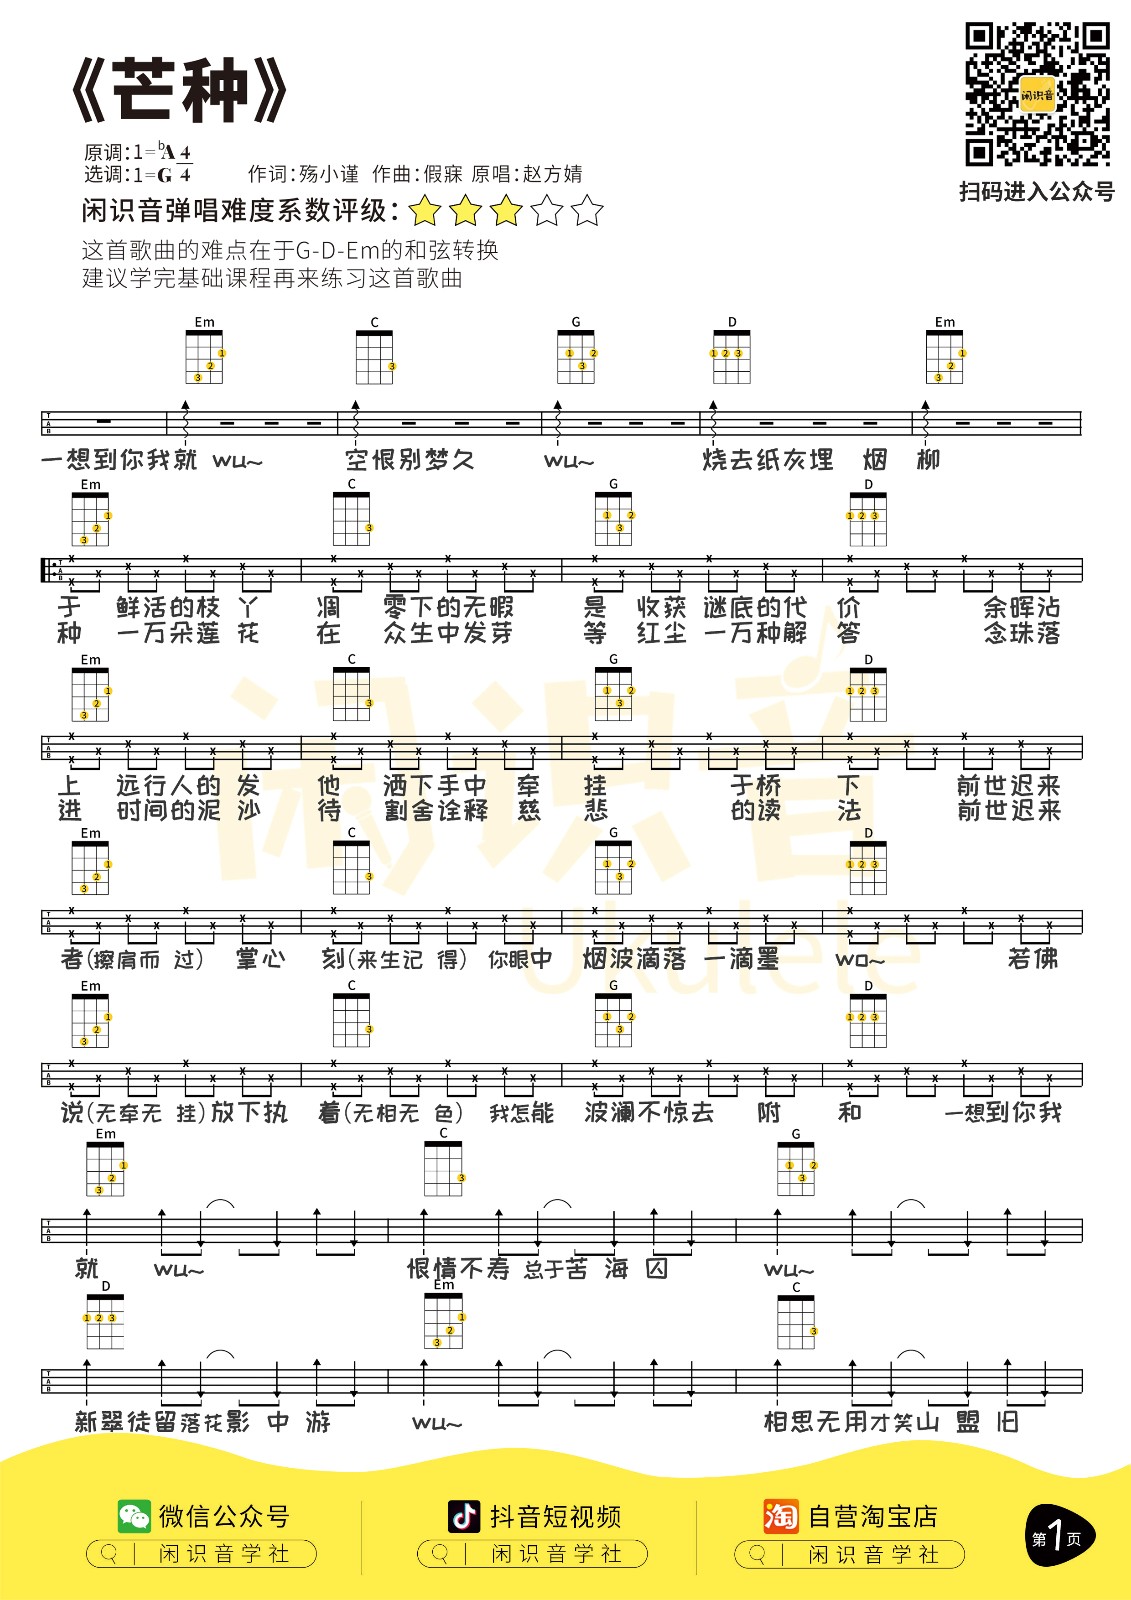 《芒种》
原调:1=♭A 4/4
选调:1=G 4/4
作词:殇小谨 作曲:假寐 原唱:赵方婧
闲识音弹唱难度系数评级:
这首歌曲的难点在于G-D-Em的和弦转换
建议学完基础课程再来练习这首歌曲
闲识音
扫码进入公众号
Em C G D Em
一想到你我就 wu~ 空恨别梦久 wu~ 烧去纸灰埋 烟 柳
Em C G D
于 鲜活的枝 丫 凋 零下的无暇 是 收获 谜底的代 价 余晖沾
种 一万朵莲 花 在 众生中发芽 等 红尘 一万种解 答 念珠落
Em C G D
上 远行人的 发 他 洒下手中 牵 挂 于桥 下 前世迟来
进 时间的泥 沙 待 割舍诠释 慈 悲 的读 法 前世迟来
Em C G D
者(擦肩而 过) 掌心 刻(来生记 得) 你眼中 烟波滴落 一滴墨 wo~ 若佛
Em C G D
说(无牵无 挂)放下执 着(无相无 色) 我怎能 波澜不惊去 附 和 一想到你我
Em C G
就 wu~ 恨情不寿 总于苦 海 囚 wu~
D Em C
新翠徒留落花影 中 游 wu~ 相思无用才笑山 盟 旧
闲识音
Ukulele
微信公众号 抖音短视频 自营淘宝店
闲识音学社 闲识音学社 闲识音学社
第1页